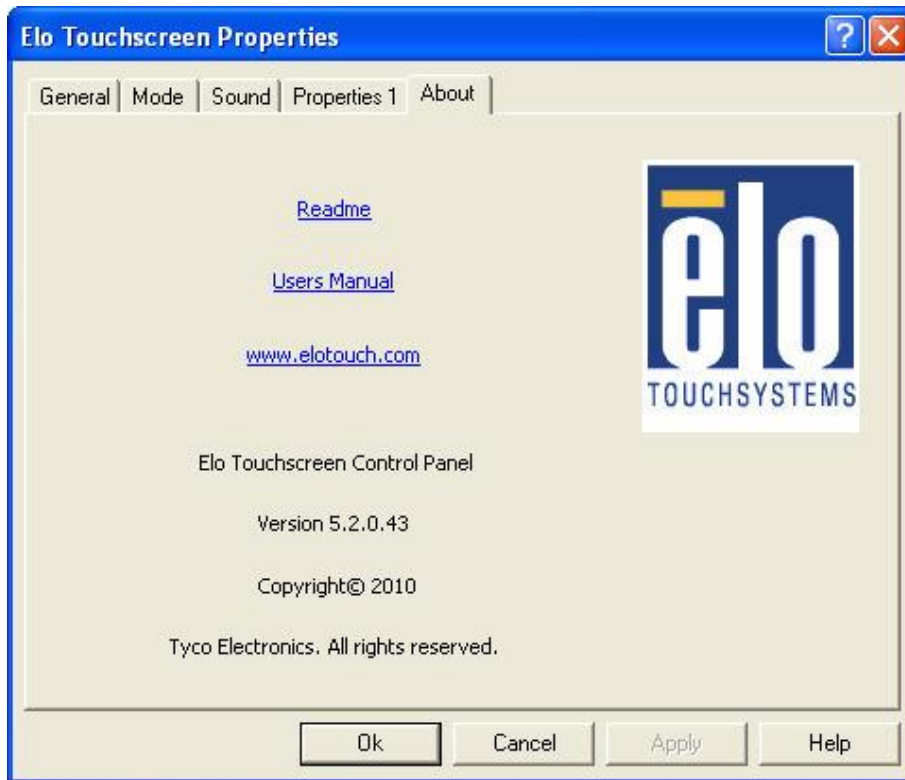 Elo Touchscreen Properties
General Mode Sound Properties 1 About
Readme
Users Manual
www.elotouch.com
ēlo
TOUCHSYSTEMS
Elo Touchscreen Control Panel
Version 5.2.0.43
Copyright© 2010
Tyco Electronics. All rights reserved.
Ok Cancel Apply Help